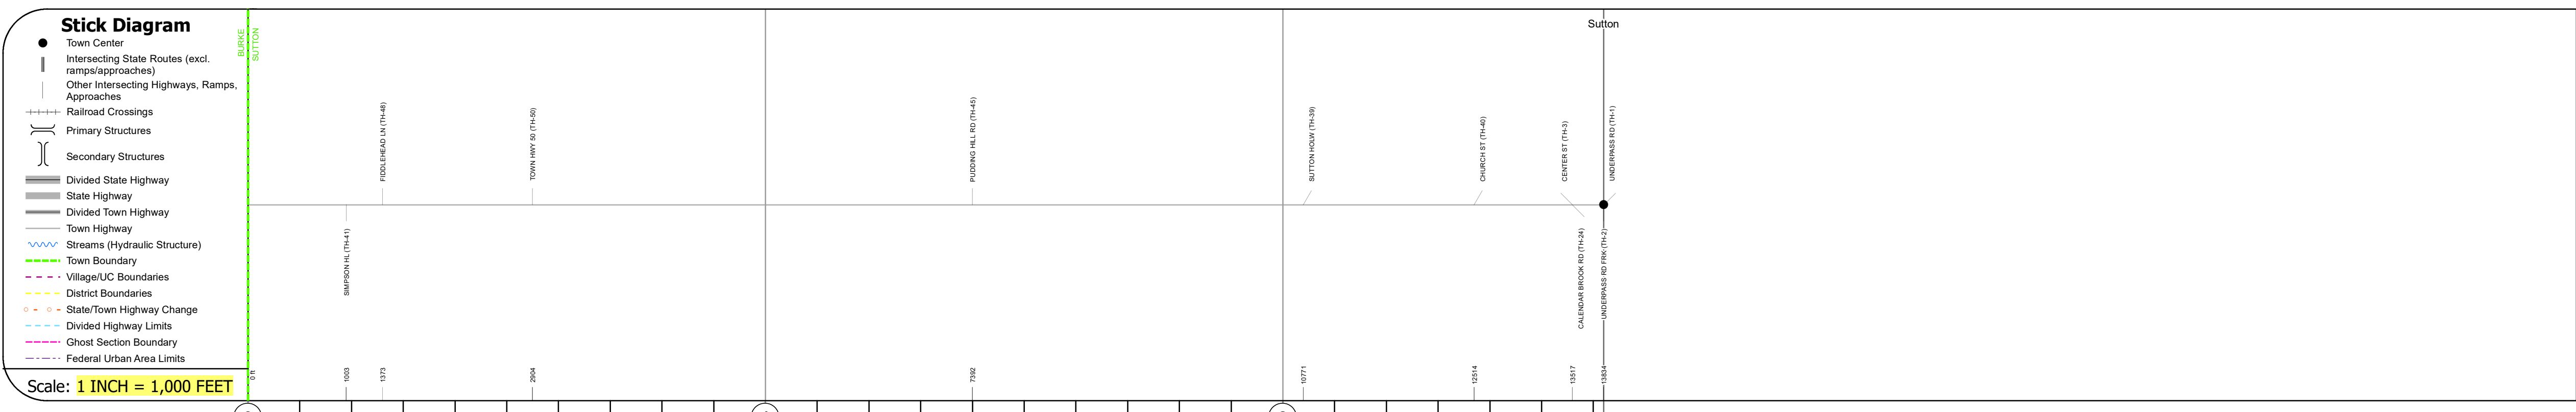 Stick Diagram
Town Center
Intersecting State Routes (excl.
ramps/approaches)
Other Intersecting Highways, Ramps,
Approaches
Railroad Crossings
Primary Structures
Secondary Structures
Divided State Highway
State Highway
Divided Town Highway
Town Highway
Streams (Hydraulic Structure)
Town Boundary
Village/UC Boundaries
District Boundaries
State/Town Highway Change
Divided Highway Limits
Ghost Section Boundary
Federal Urban Area Limits
Scale: 1 INCH = 1,000 FEET
BURKE
SUTTON
Sutton
FIDDLEHEAD LN (TH-48)
TOWN HWY 50 (TH-50)
PUDDING HILL RD (TH-45)
SUTTON HOLW (TH-39)
CHURCH ST (TH-40)
CENTER ST (TH-3)
UNDERPASS RD (TH-1)
SIMPSON HL (TH-41)
CALENDAR BROOK RD (TH-24)
UNDERPASS RD FRK (TH-2)
0 ft
1003
1373
2904
7392
10771
12514
13517
13834